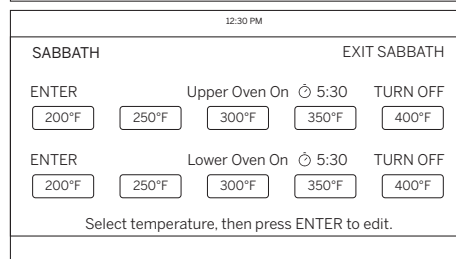 12:30 PM
SABBATH EXIT SABBATH
ENTER Upper Oven On ⏱ 5:30 TURN OFF
200°F 250°F 300°F 350°F 400°F
ENTER Lower Oven On ⏱ 5:30 TURN OFF
200°F 250°F 300°F 350°F 400°F
Select temperature, then press ENTER to edit.